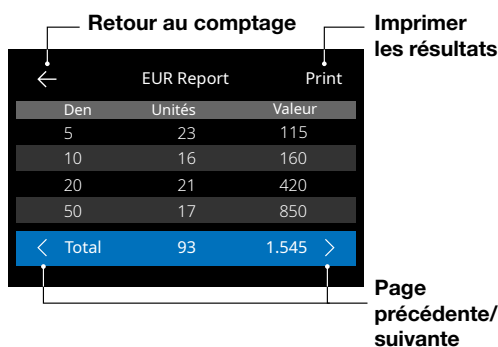 Retour au comptage
Imprimer
les résultats
EUR Report Print
Den Unités Valeur
5 23 115
10 16 160
20 21 420
50 17 850
Total 93 1.545
Page
précédente/
suivante